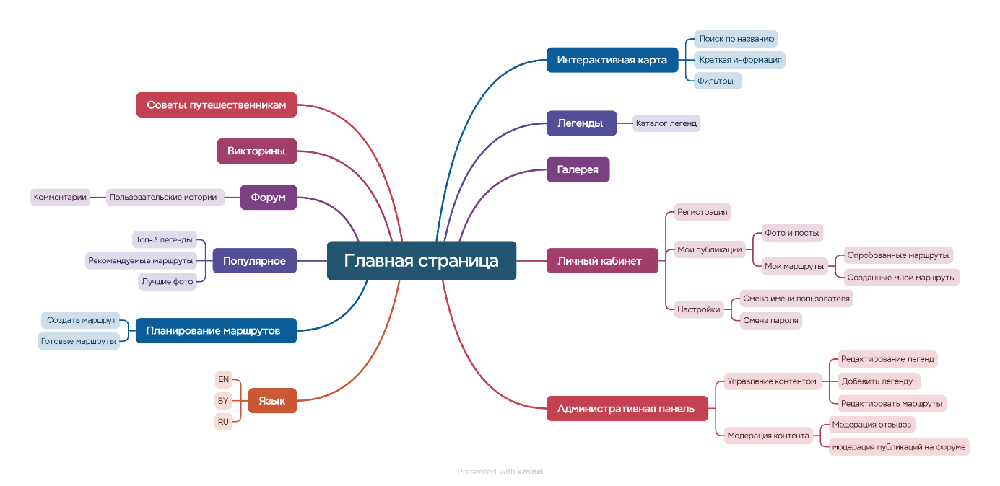 Главная страница
Интерактивная карта
Поиск по названию
Краткая информация
Фильтры
Легенды
Каталог легенд
Галерея
Личный кабинет
Регистрация
Мои публикации
Фото и посты
Мои маршруты
Опробованные маршруты
Созданные мной маршруты
Настройки
Смена имени пользователя
Смена пароля
Административная панель
Управление контентом
Редактирование легенд
Добавить легенду
Редактировать маршруты
Модерация контента
Модерация отзывов
модерация публикаций на форуме
Советы путешественникам
Викторины
Форум
Пользовательские истории
Комментарии
Популярное
Топ-3 легенды
Рекомендуемые маршруты
Лучшие фото
Планирование маршрутов
Создать маршрут
Готовые маршруты
Язык
EN
BY
RU
Presented with xmind